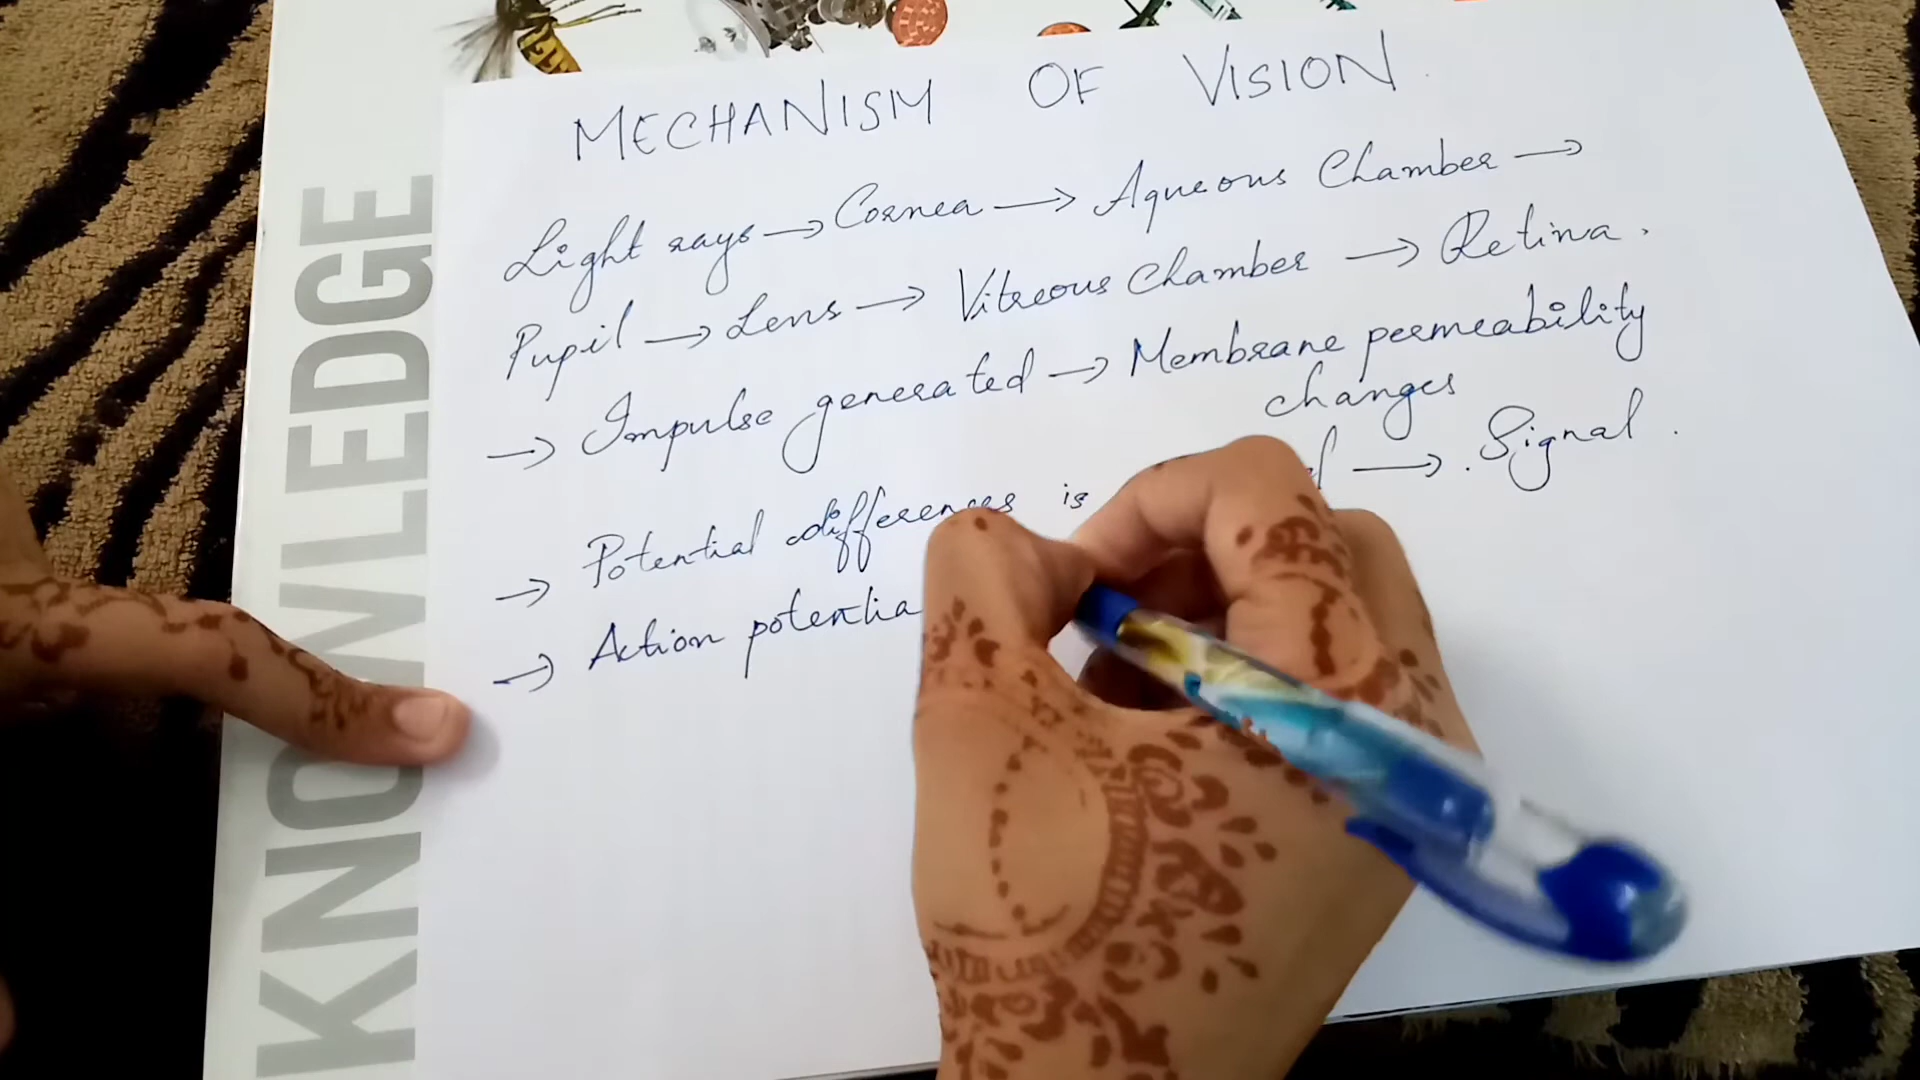 KNOWLEDGE
MECHANISM OF VISION
Light rays → Cornea → Aqueous Chamber →
Pupil → Lens → Vitreous Chamber → Retina.
→ Impulse generated → Membrane permeability
changes
→ Potential differences is → Signal.
→ Action